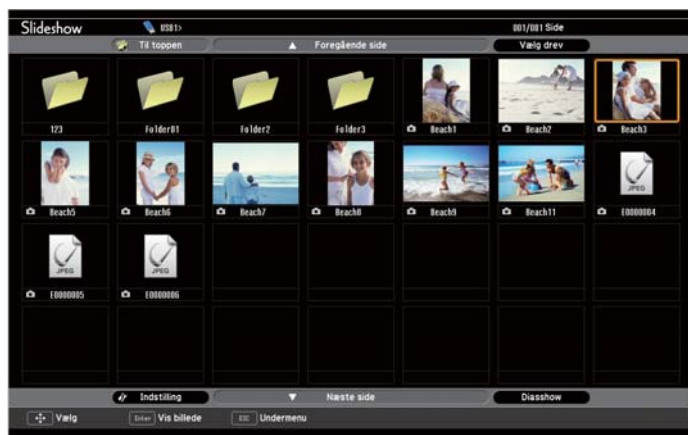 Slideshow USB1> 001/001 Side
Til toppen Foregående side Vælg drev
123 Folder01 Folder2 Folder3 Beach1 Beach2 Beach3
Beach5 Beach6 Beach7 Beach8 Beach9 Beach11 JPEG E0000004
JPEG E0000005 JPEG E0000006
Indstilling Næste side Diasshow
Vælg Enter Vis billede ESC Undermenu